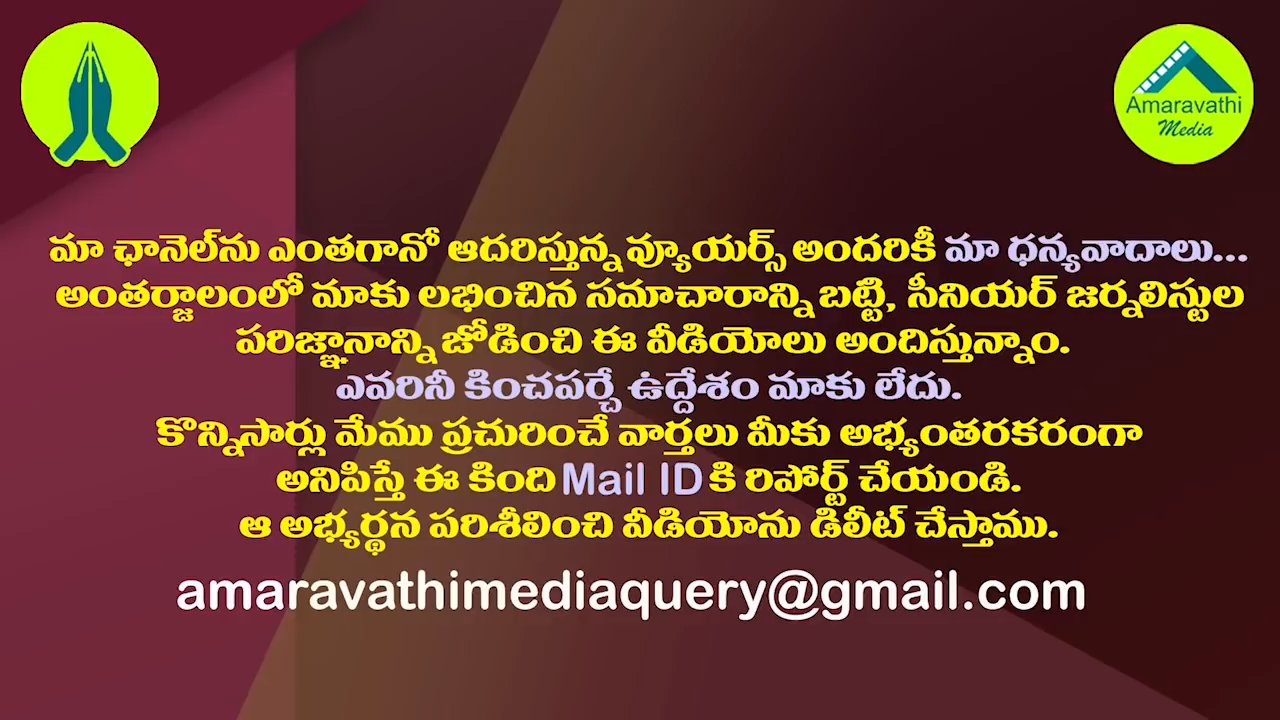 Amaravathi
Media
మా ఛానెల్‌ను ఎంతగానో ఆదరిస్తున్న వ్యూయర్స్ అందరికీ మా ధన్యవాదాలు...
అంతర్జాలంలో మాకు లభించిన సమాచారాన్ని బట్టి, సీనియర్ జర్నలిస్టుల
పరిజ్ఞానాన్ని జోడించి ఈ వీడియోలు అందిస్తున్నాం.
ఎవరినీ కించపర్చే ఉద్దేశం మాకు లేదు.
కొన్నిసార్లు మేము ప్రచురించే వార్తలు మీకు అభ్యంతరకరంగా
అనిపిస్తే ఈ కింది Mail ID కి రిపోర్ట్ చేయండి.
ఆ అభ్యర్థన పరిశీలించి వీడియోను డిలీట్ చేస్తాము.
amaravathimediaquery@gmail.com